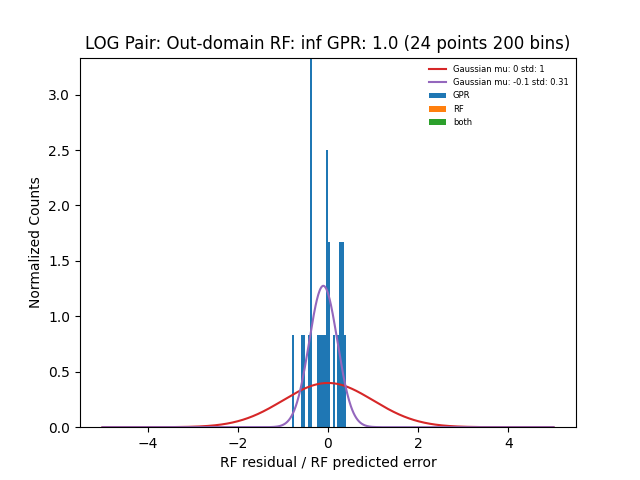 LOG Pair: Out-domain RF: inf GPR: 1.0 (24 points 200 bins)
Gaussian mu: 0 std: 1
Gaussian mu: -0.1 std: 0.31
GPR
RF
both
Normalized Counts
3.0
2.5
2.0
1.5
1.0
0.5
0.0
−4
−2
0
2
4
RF residual / RF predicted error